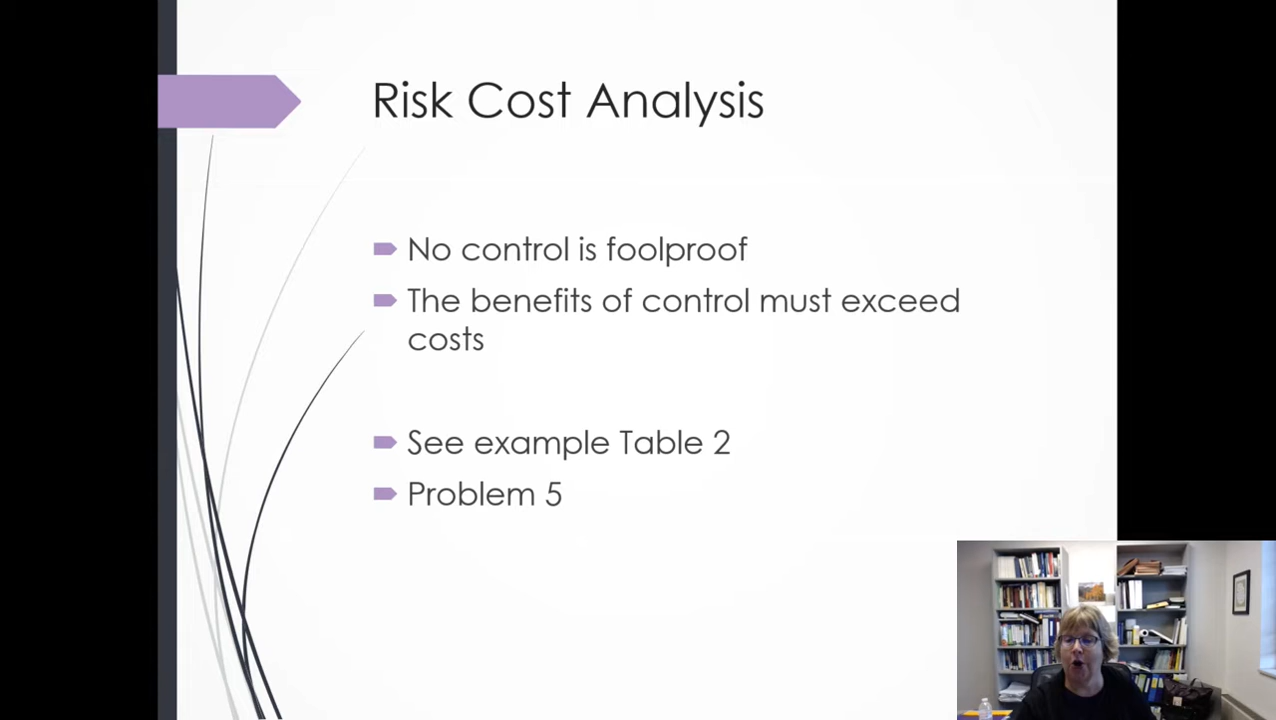 Risk Cost Analysis
No control is foolproof
The benefits of control must exceed
costs
See example Table 2
Problem 5